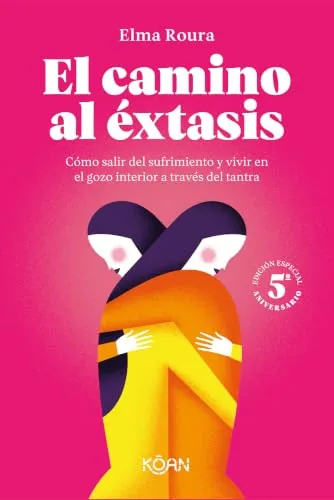 Elma Roura
El camino
al éxtasis
Cómo salir del sufrimiento y vivir en
el gozo interior a través del tantra
EDICIÓN ESPECIAL
5º
ANIVERSARIO
KŌAN